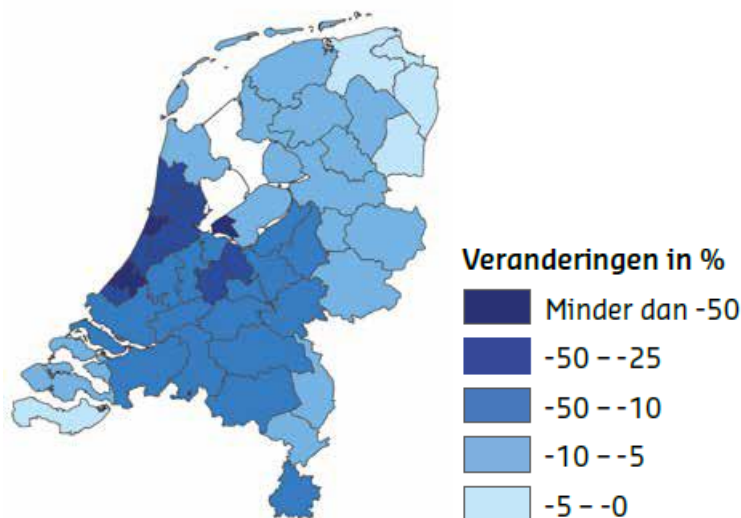 Veranderingen in %
Minder dan -50
-50 – -25
-50 – -10
-10 – -5
-5 – -0